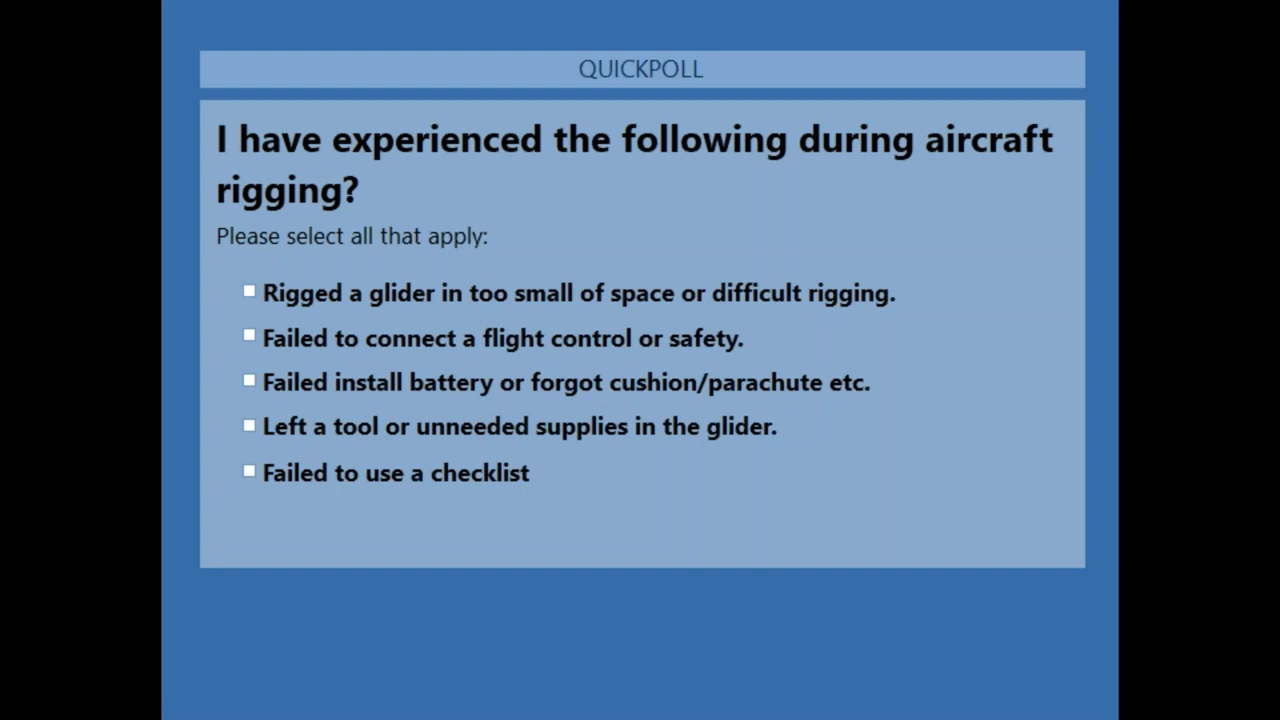 QUICKPOLL
I have experienced the following during aircraft
rigging?
Please select all that apply:
Rigged a glider in too small of space or difficult rigging.
Failed to connect a flight control or safety.
Failed install battery or forgot cushion/parachute etc.
Left a tool or unneeded supplies in the glider.
Failed to use a checklist